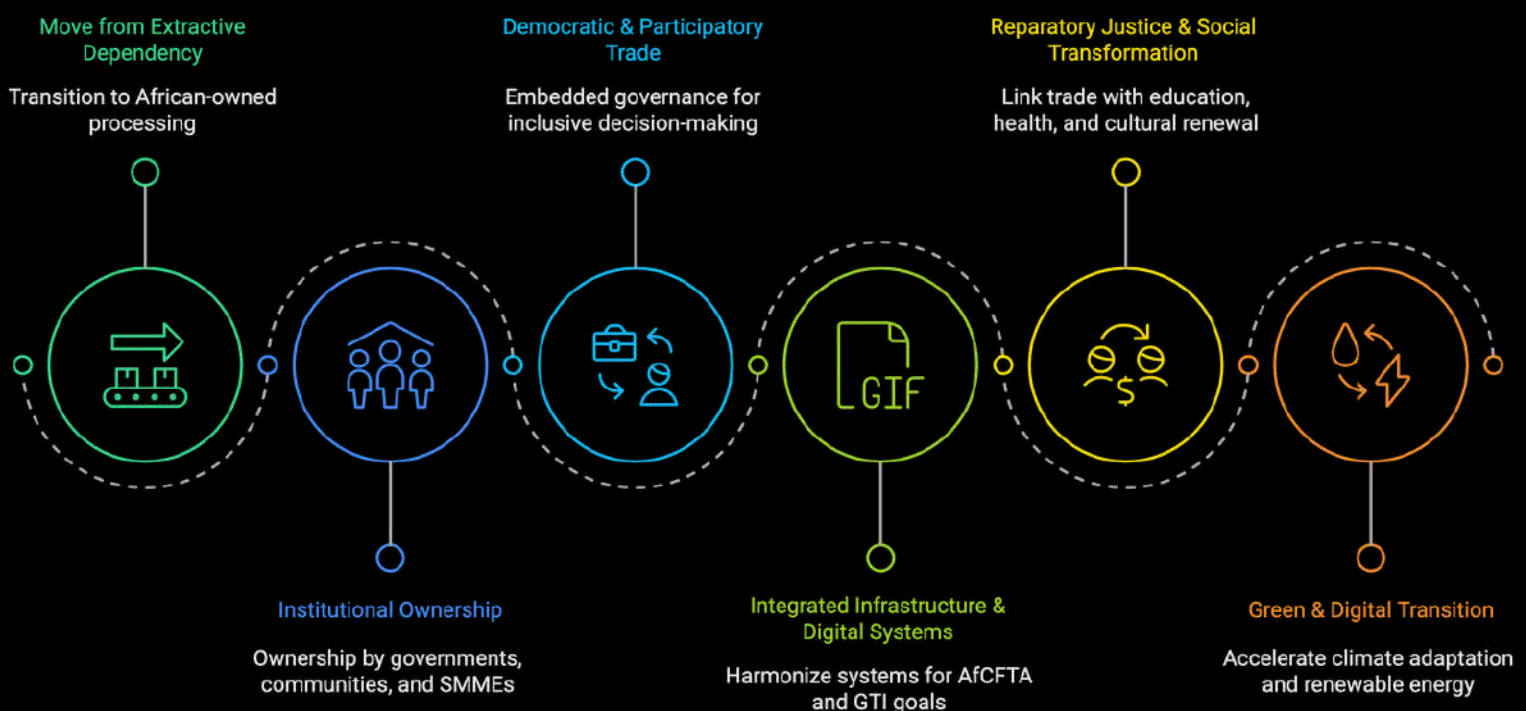 Move from Extractive
Dependency
Transition to African-owned
processing
Institutional Ownership
Ownership by governments,
communities, and SMMEs
Democratic & Participatory
Trade
Embedded governance for
inclusive decision-making
GIF
Integrated Infrastructure &
Digital Systems
Harmonize systems for AfCFTA
and GTI goals
Reparatory Justice & Social
Transformation
Link trade with education,
health, and cultural renewal
$
Green & Digital Transition
Accelerate climate adaptation
and renewable energy